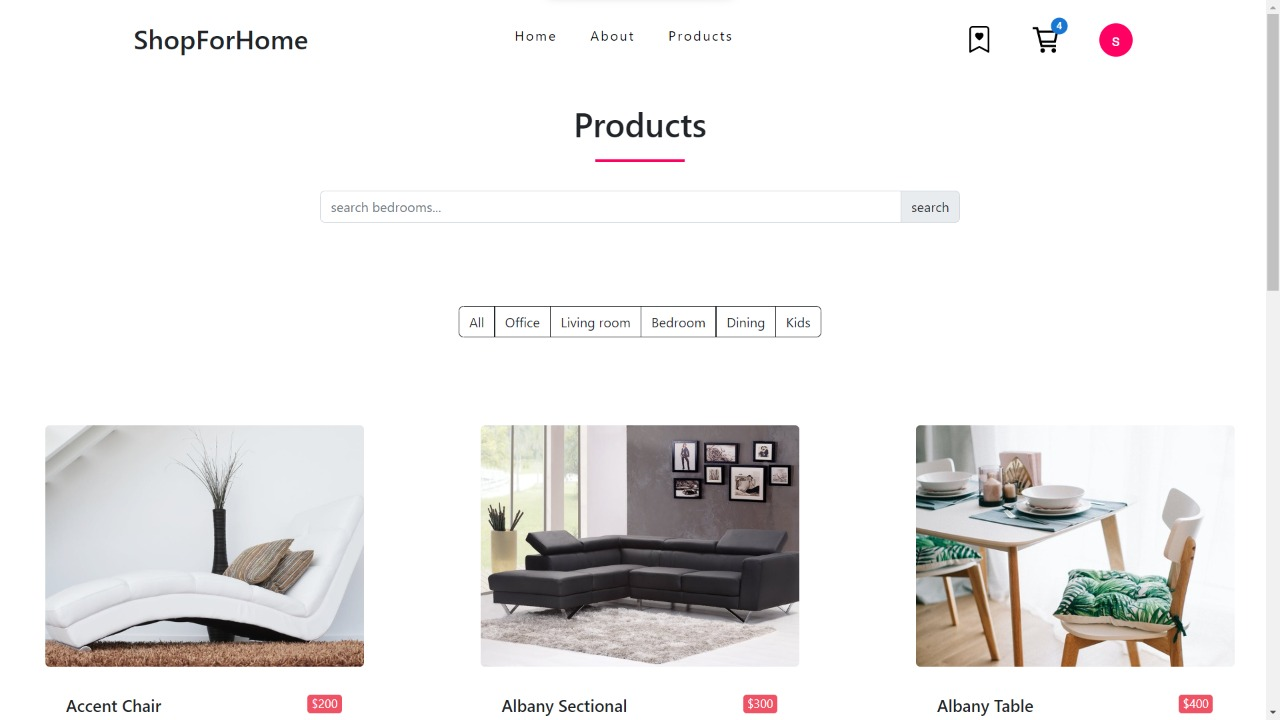 ShopForHome
Home About Products
4
S
Products
search bedrooms... search
All Office Living room Bedroom Dining Kids
Accent Chair $200
Albany Sectional $300
Albany Table $400